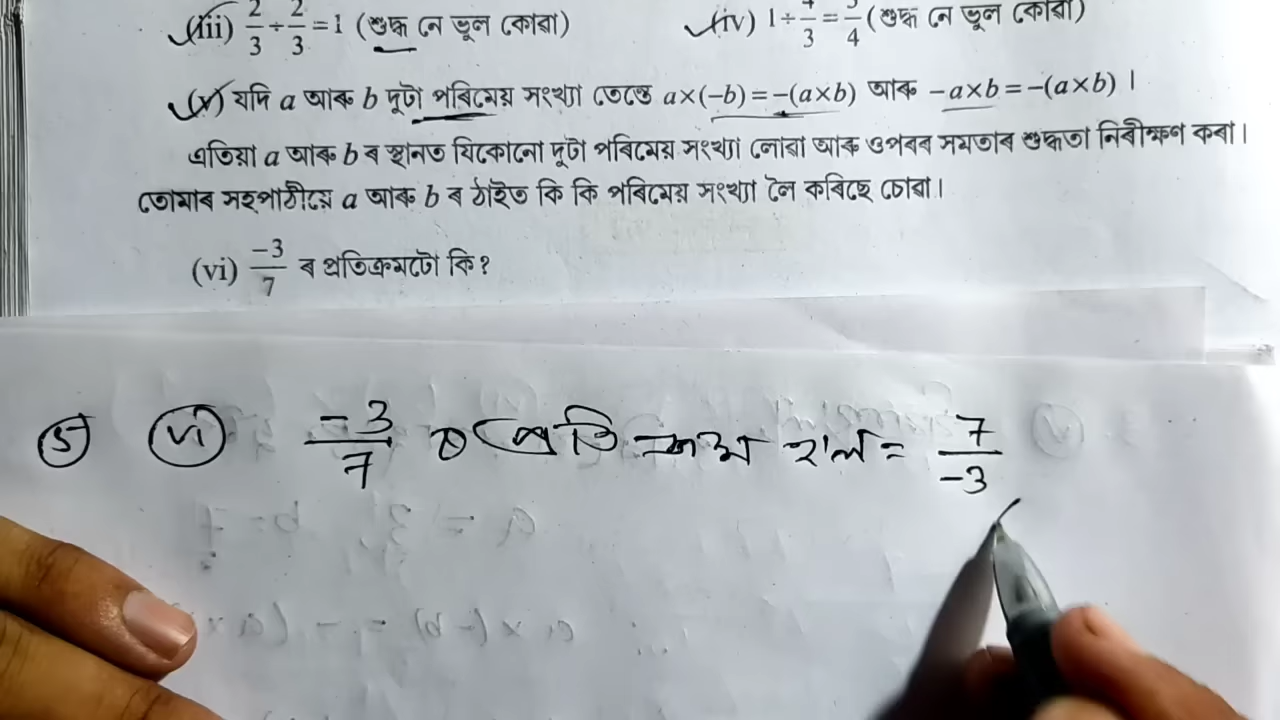 (iii) 2/3 ÷ 2/3 = 1 (শুদ্ধ নে ভুল কোৱা) (iv) 1 ÷ 4/3 = 3/4 (শুদ্ধ নে ভুল কোৱা)
(v) যদি a আৰু b দুটা পৰিমেয় সংখ্যা তেন্তে a×(−b) = −(a×b) আৰু −a×b = −(a×b) ।
এতিয়া a আৰু b ৰ স্থানত যিকোনো দুটা পৰিমেয় সংখ্যা লোৱা আৰু ওপৰৰ সমতাৰ শুদ্ধতা নিৰীক্ষণ কৰা।
তোমাৰ সহপাঠীয়ে a আৰু b ৰ ঠাইত কি কি পৰিমেয় সংখ্যা লৈ কৰিছে চোৱা।
(vi) −3/7 ৰ প্ৰতিক্ৰমটো কি?
5 vi −3/7 ৰ প্ৰতিক্ৰম হ'ল = 7/−3